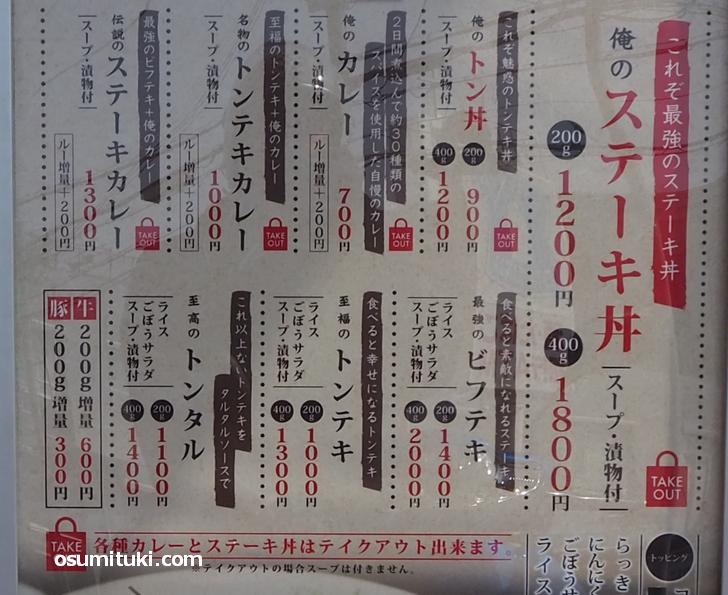 これぞ最強のステーキ丼
俺のステーキ丼
スープ・漬物付
200g 1200円
400g 1800円
TAKE OUT
これぞ魅惑のトンテキ丼
俺のトン丼
スープ・漬物付
200g 900円
400g 1200円
TAKE OUT
2日間煮込んで約30種類の
スパイスを使用した自慢のカレー
俺のカレー
スープ・漬物付
700円
ルー増量+200円
TAKE OUT
至福のトンテキ+俺のカレー
名物のトンテキカレー
スープ・漬物付
1000円
ルー増量+200円
TAKE OUT
最強のビフテキ+俺のカレー
伝説のステーキカレー
スープ・漬物付
1300円
ルー増量+200円
TAKE OUT
食べると素敵になれるステーキ
最強のビフテキ
ライス
ごぼうサラダ
スープ・漬物付
200g 1400円
400g 2000円
食べると幸せになるトンテキ
至福のトンテキ
ライス
ごぼうサラダ
スープ・漬物付
200g 1000円
400g 1300円
これ以上ないトンテキを
タルタルソースで
至高のトンタル
ライス
ごぼうサラダ
スープ・漬物付
200g 1100円
400g 1400円
牛 200g増量 600円
豚 200g増量 300円
TAKE
各種カレーとステーキ丼はテイクアウト出来ます。
※テイクアウトの場合スープは付きません。
トッピング
らっき
にんにく
ごぼうサ
ライス
osumituki.com